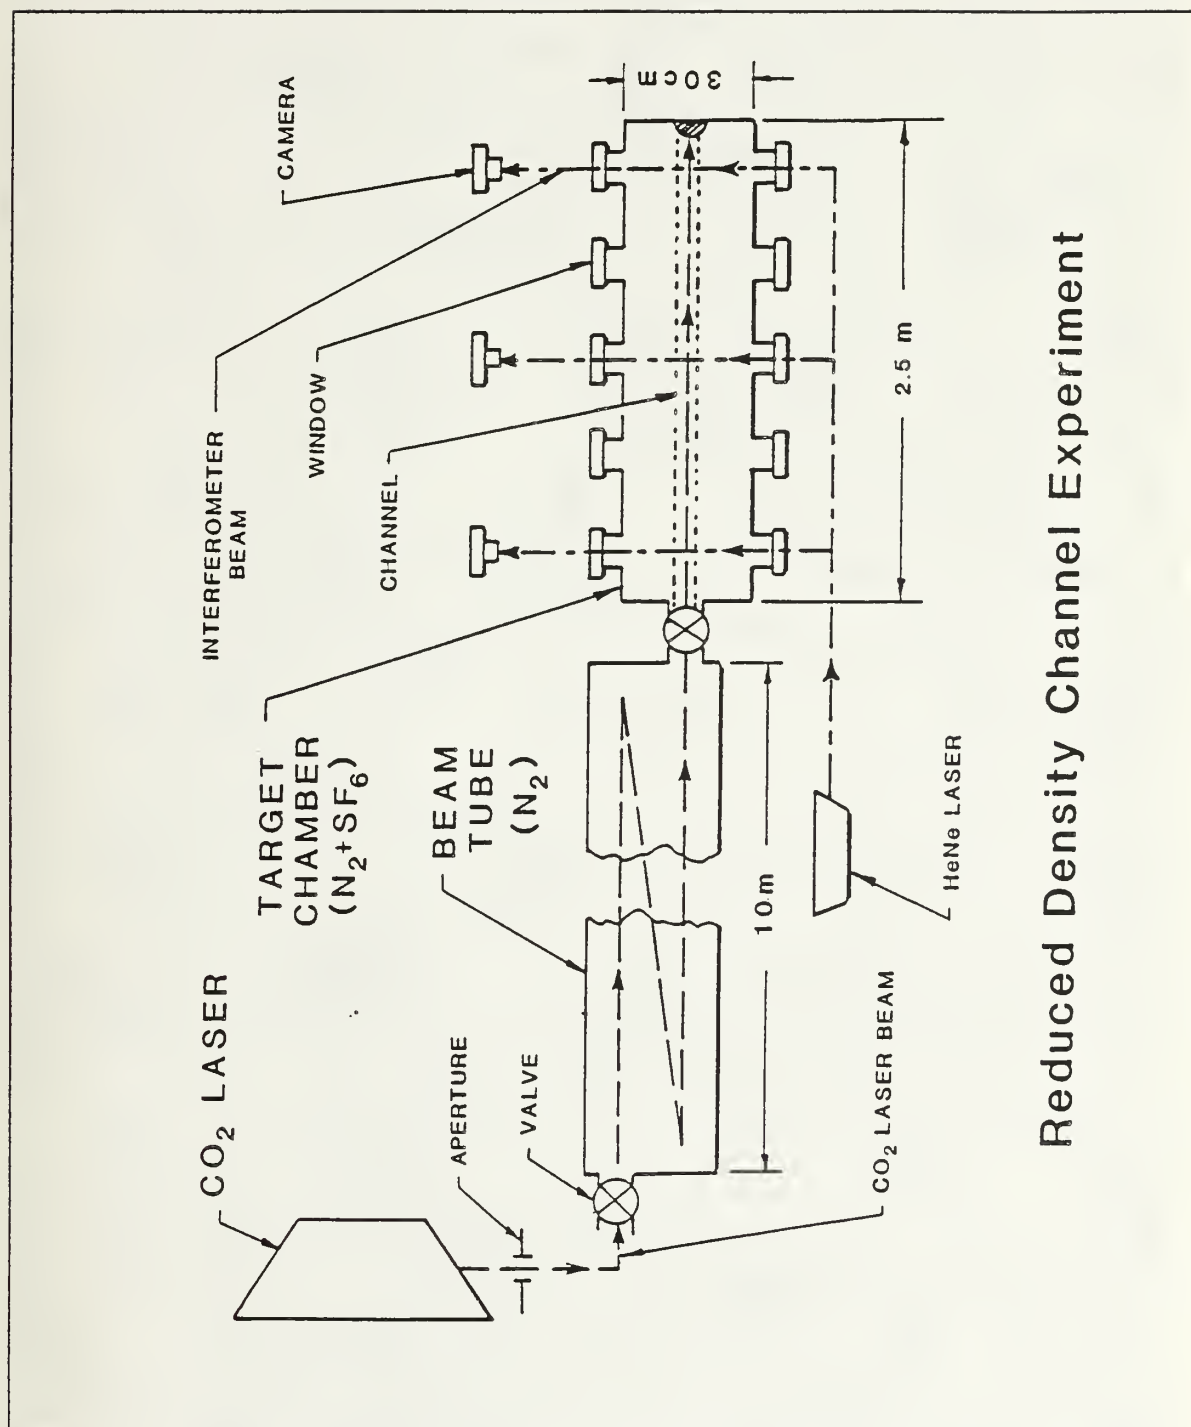 CO₂ LASER
TARGET
CHAMBER
(N₂+SF₆)
INTERFEROMETER
BEAM
CAMERA
WINDOW
CHANNEL
BEAM
TUBE
(N₂)
APERTURE
VALVE
30cm
10m
2.5 m
CO₂ LASER BEAM
HeNe LASER
Reduced Density Channel Experiment